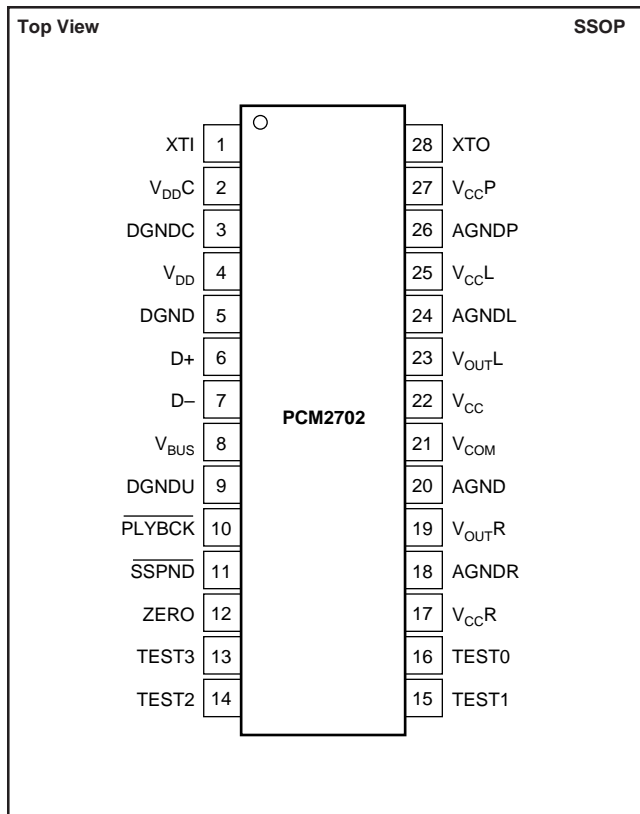 Top View SSOP
XTI 1 28 XTO
VDDC 2 27 VCCP
DGNDC 3 26 AGNDP
VDD 4 25 VCCL
DGND 5 24 AGNDL
D+ 6 23 VOUTL
D– 7 22 VCC
PCM2702
VBUS 8 21 VCOM
DGNDU 9 20 AGND
PLYBCK 10 19 VOUTR
SSPND 11 18 AGNDR
ZERO 12 17 VCCR
TEST3 13 16 TEST0
TEST2 14 15 TEST1